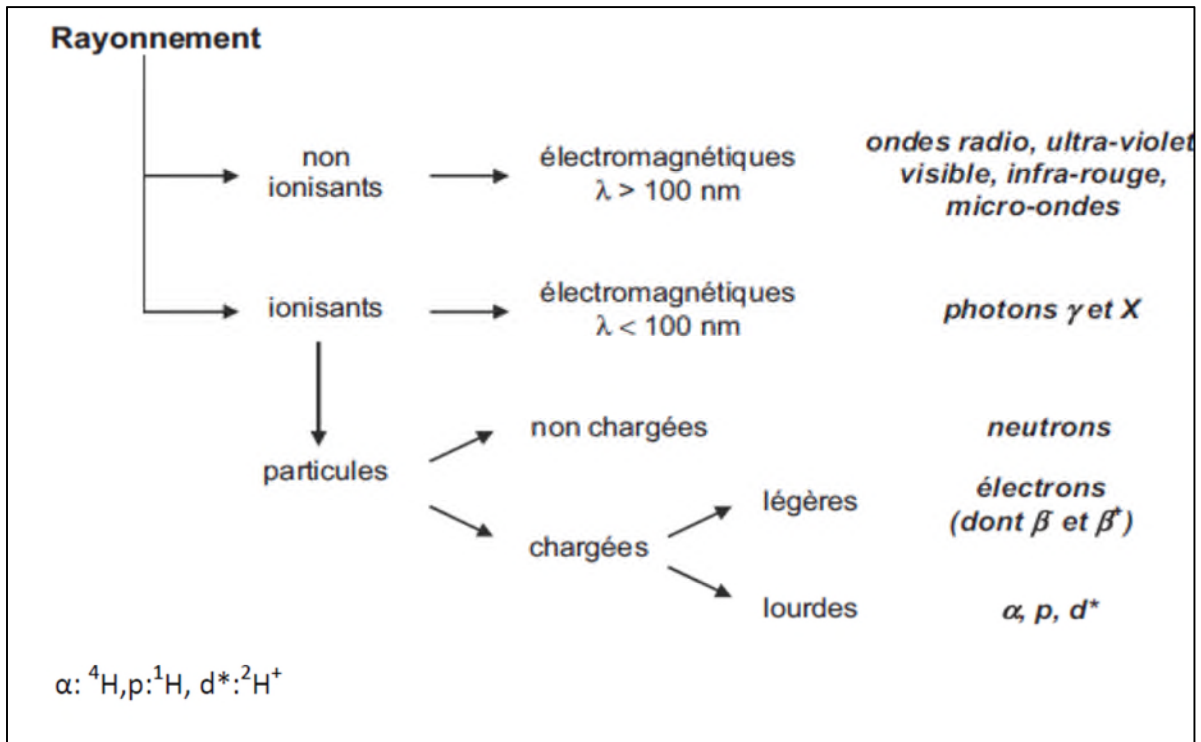 Rayonnement
non
ionisants
électromagnétiques
λ > 100 nm
ondes radio, ultra-violet
visible, infra-rouge,
micro-ondes
ionisants
électromagnétiques
λ < 100 nm
photons γ et X
particules
non chargées
neutrons
chargées
légères
électrons
(dont β⁻ et β⁺)
lourdes
α, p, d*
α: ⁴H,p:¹H, d*:²H⁺